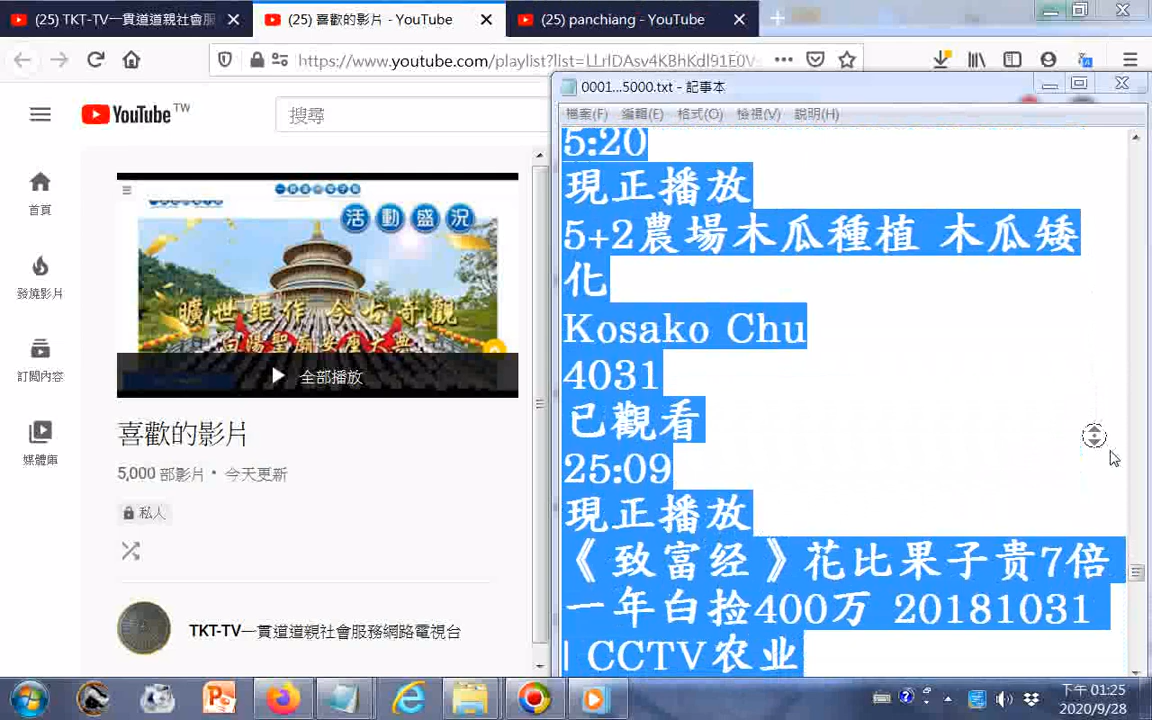 (25) TKT-TV一貫道道親社會服
(25) 喜歡的影片 - YouTube
(25) panchiang - YouTube
https://www.youtube.com/playlist?list=LLrlDAsv4KBhKdl91E0V
YouTube TW
搜尋
首頁
發燒影片
訂閱內容
媒體庫
活動盛況
曠世鉅作 今古奇觀
全部播放
喜歡的影片
5,000 部影片 • 今天更新
私人
TKT-TV一貫道道親社會服務網路電視台
0001...5000.txt - 記事本
檔案(F) 編輯(E) 格式(O) 檢視(V) 說明(H)
5:20
現正播放
5+2農場木瓜種植 木瓜矮
化
Kosako Chu
4031
已觀看
25:09
現正播放
《致富经》花比果子贵7倍
一年白捡400万 20181031
| CCTV农业
下午 01:25
2020/9/28